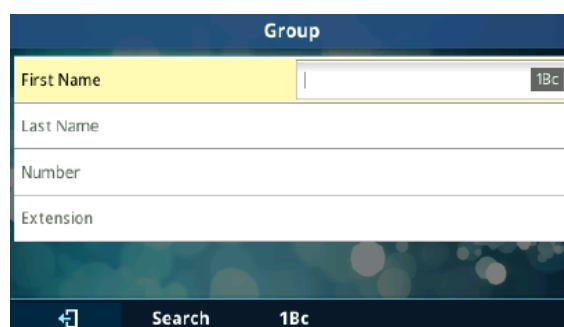 Group
First Name 1Bc
Last Name
Number
Extension
Search 1Bc